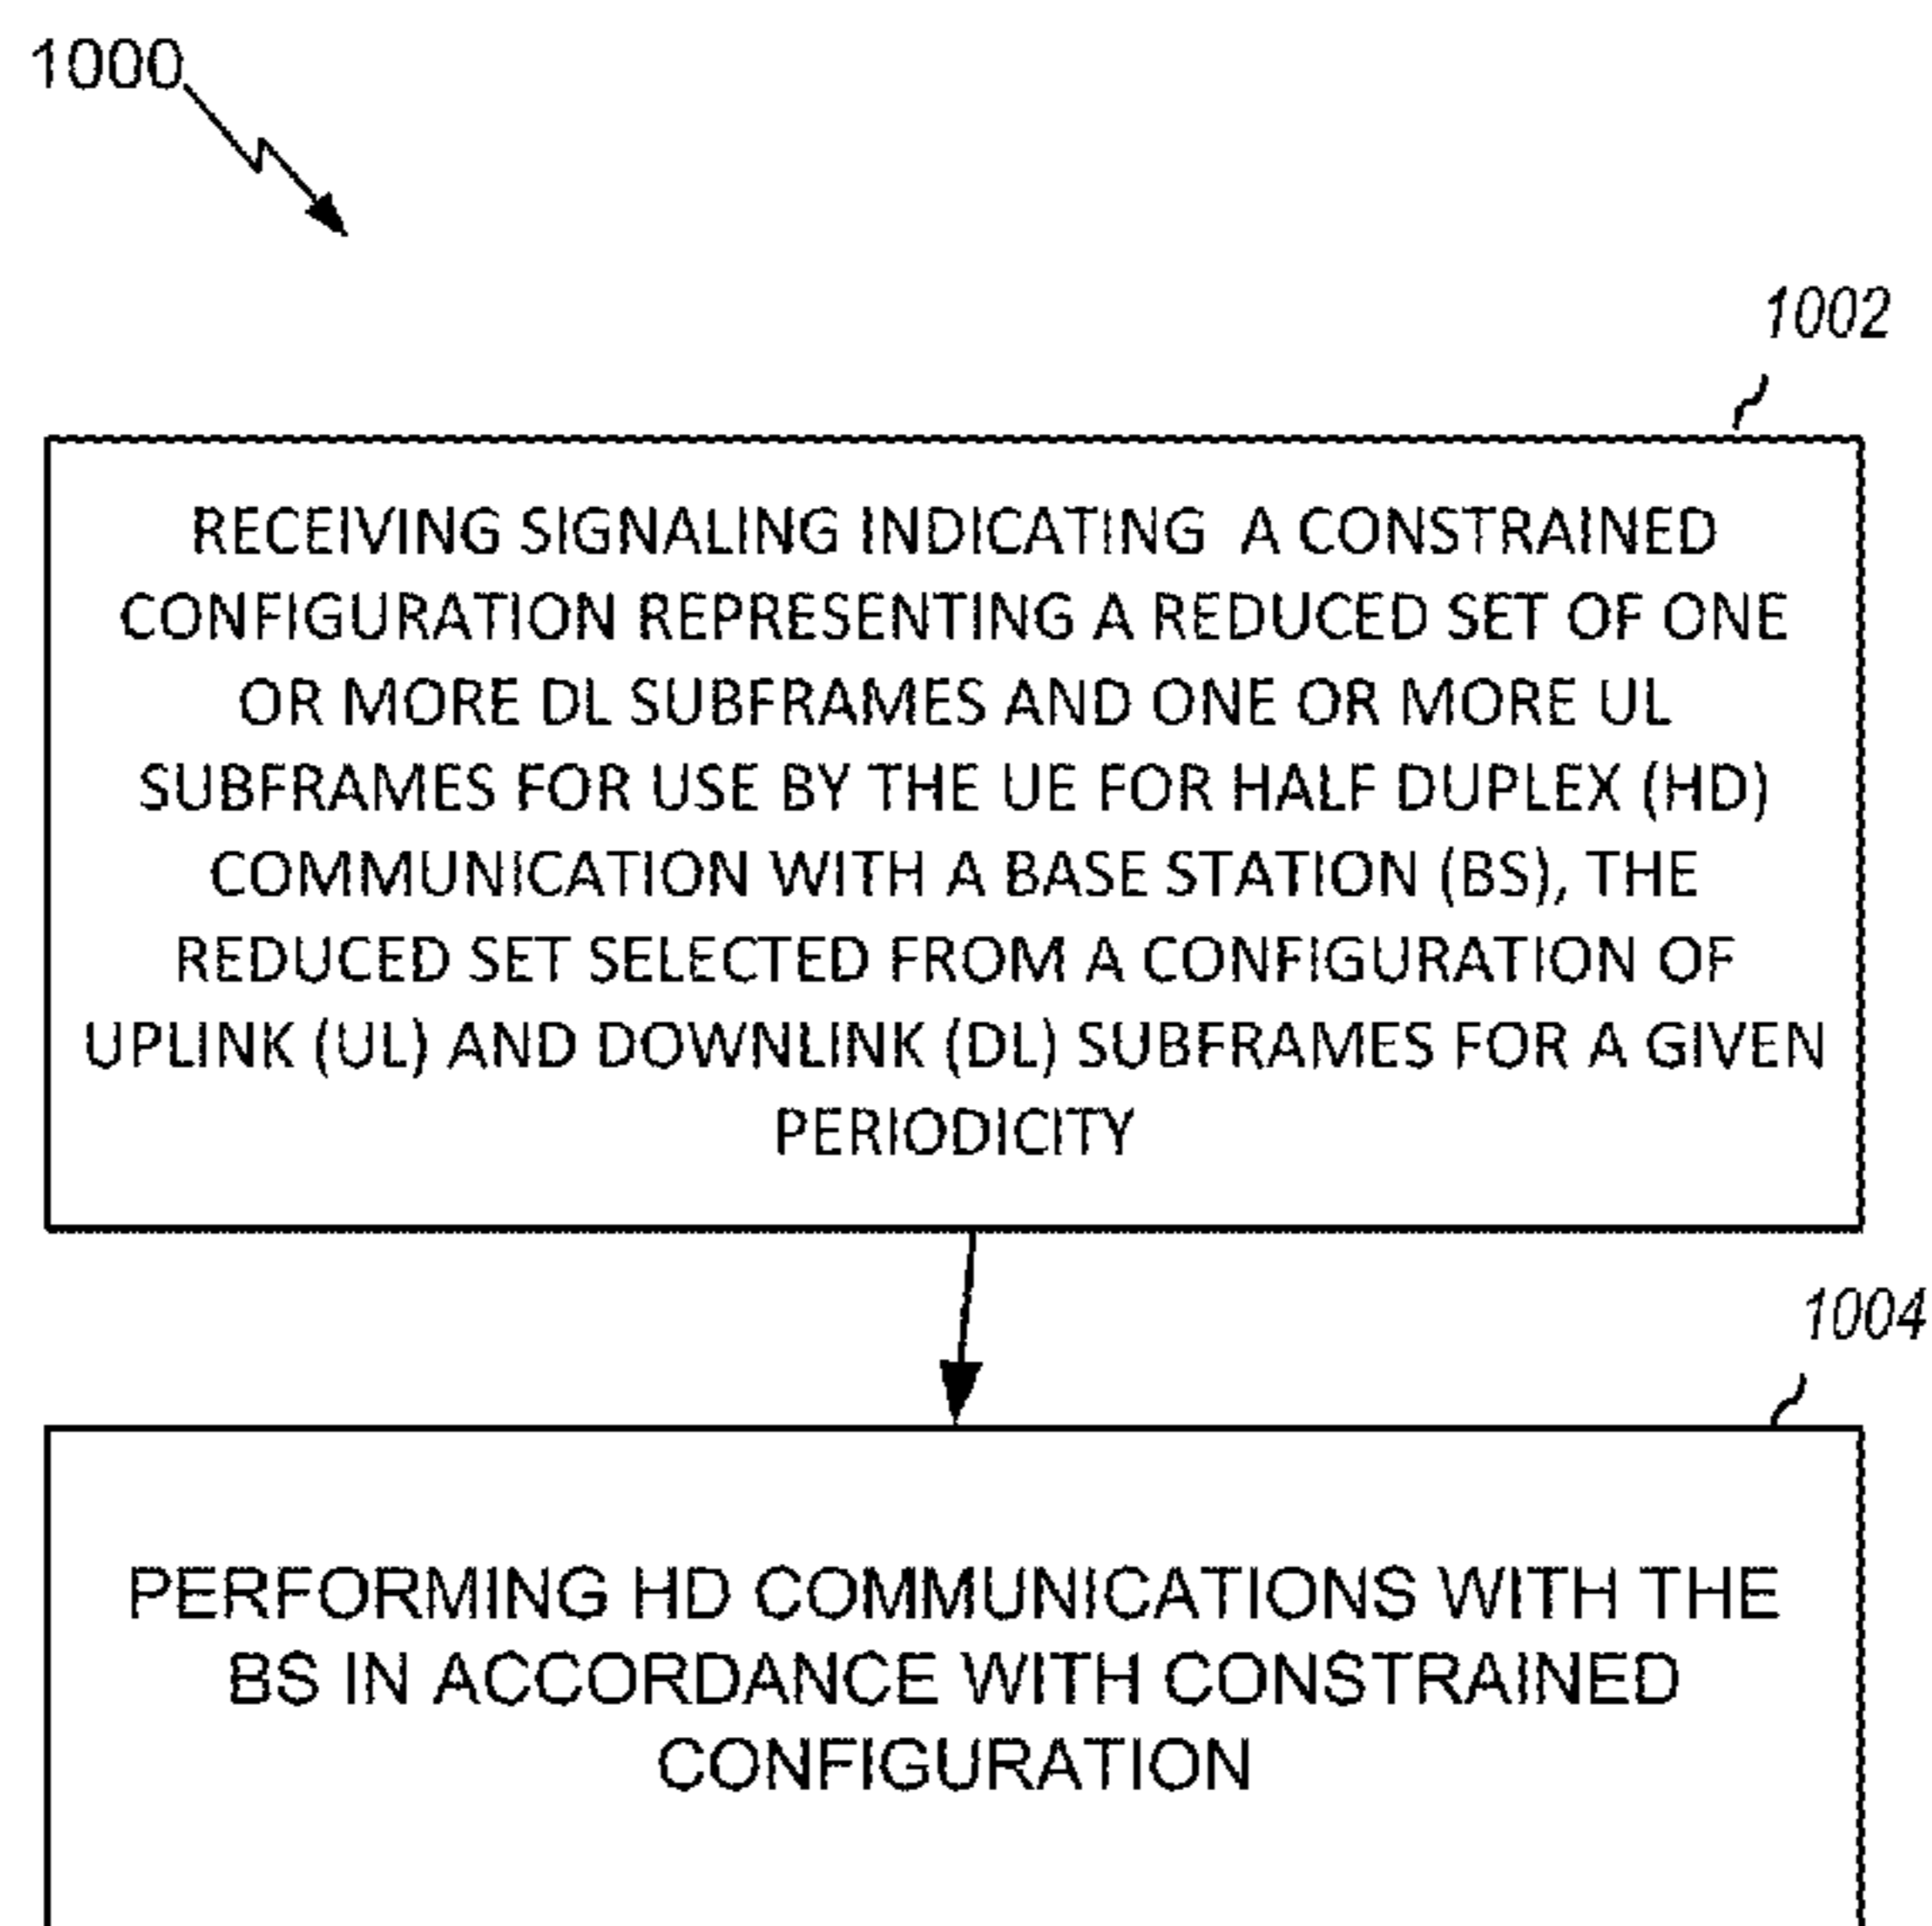 1000
1002
RECEIVING SIGNALING INDICATING A CONSTRAINED
CONFIGURATION REPRESENTING A REDUCED SET OF ONE
OR MORE DL SUBFRAMES AND ONE OR MORE UL
SUBFRAMES FOR USE BY THE UE FOR HALF DUPLEX (HD)
COMMUNICATION WITH A BASE STATION (BS), THE
REDUCED SET SELECTED FROM A CONFIGURATION OF
UPLINK (UL) AND DOWNLINK (DL) SUBFRAMES FOR A GIVEN
PERIODICITY
1004
PERFORMING HD COMMUNICATIONS WITH THE
BS IN ACCORDANCE WITH CONSTRAINED
CONFIGURATION